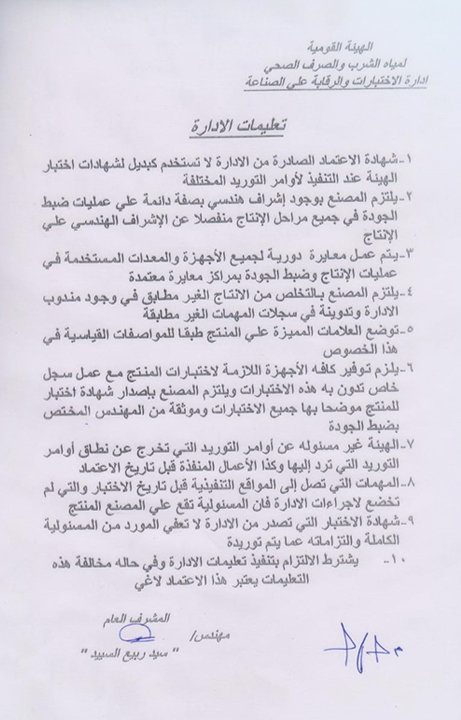 الهيئة القومية
لمياه الشرب والصرف الصحي
ادارة الاختبارات والرقابة علي الصناعة
تعليمات الادارة
١-شهادة الاعتماد الصادرة من الادارة لا تستخدم كبديل لشهادات اختبار
الهيئة عند التنفيذ لأوامر التوريد المختلفة
٢-يلتزم المصنع بوجود إشراف هندسي بصفة دائمة علي عمليات ضبط
الجودة في جميع مراحل الإنتاج منفصلا عن الإشراف الهندسي علي
الإنتاج
٣-يتم عمل معايرة دورية لجميع الأجهزة والمعدات المستخدمة في
عمليات الإنتاج وضبط الجودة بمراكز معايرة معتمدة
٤-يلتزم المصنع بالتخلص من الانتاج الغير مطابق في وجود مندوب
الادارة وتدوينة في سجلات المهمات الغير مطابقة
٥-توضع العلامات المميزة علي المنتج طبقا للمواصفات القياسية في
هذا الخصوص
٦-يلزم توفير كافه الأجهزة اللازمة لاختبارات المنتج مع عمل سجل
خاص تدون به هذه الاختبارات ويلتزم المصنع بإصدار شهادة اختبار
للمنتج موضحا بها جميع الاختبارات وموثقة من المهندس المختص
بضبط الجودة
٧-الهيئة غير مسئوله عن أوامر التوريد التي تخرج عن نطاق أوامر
التوريد التي ترد إليها وكذا الأعمال المنفذة قبل تاريخ الاعتماد
٨-المهمات التي تصل إلى المواقع التنفيذية قبل تاريخ الاختبار والتي لم
تخضع لاجراءات الادارة فان المسئولية تقع علي المصنع المنتج
٩-شهادة الاختبار التي تصدر من الادارة لا تعفي المورد من المسئولية
الكاملة والتزاماته عما يتم توريدة
١٠- يشترط الالتزام بتنفيذ تعليمات الادارة وفي حاله مخالفة هذه
التعليمات يعتبر هذا الاعتماد لاغي
المشرف العام
مهندس/
" سيد ربيع السيد "